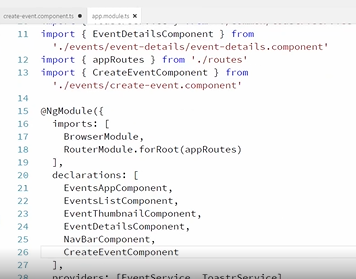 create-event.component.ts ● app.module.ts ×
11 import { EventDetailsComponent } from
'./events/event-details/event-details.component'
12 import { appRoutes } from './routes'
13 import { CreateEventComponent } from
'./events/create-event.component'
14
15 @NgModule({
16 imports: [
17 BrowserModule,
18 RouterModule.forRoot(appRoutes)
19 ],
20 declarations: [
21 EventsAppComponent,
22 EventsListComponent,
23 EventThumbnailComponent,
24 EventDetailsComponent,
25 NavBarComponent,
26 CreateEventComponent
27 ],
28 providers: [EventService, ToastrService]